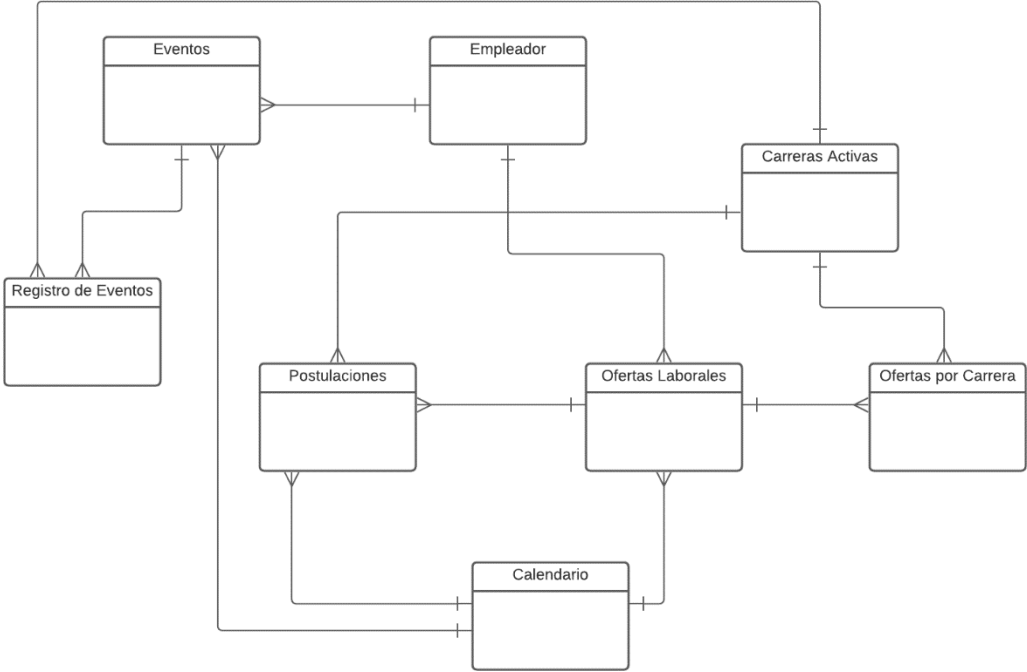 Eventos
Empleador
Carreras Activas
Registro de Eventos
Postulaciones
Ofertas Laborales
Ofertas por Carrera
Calendario